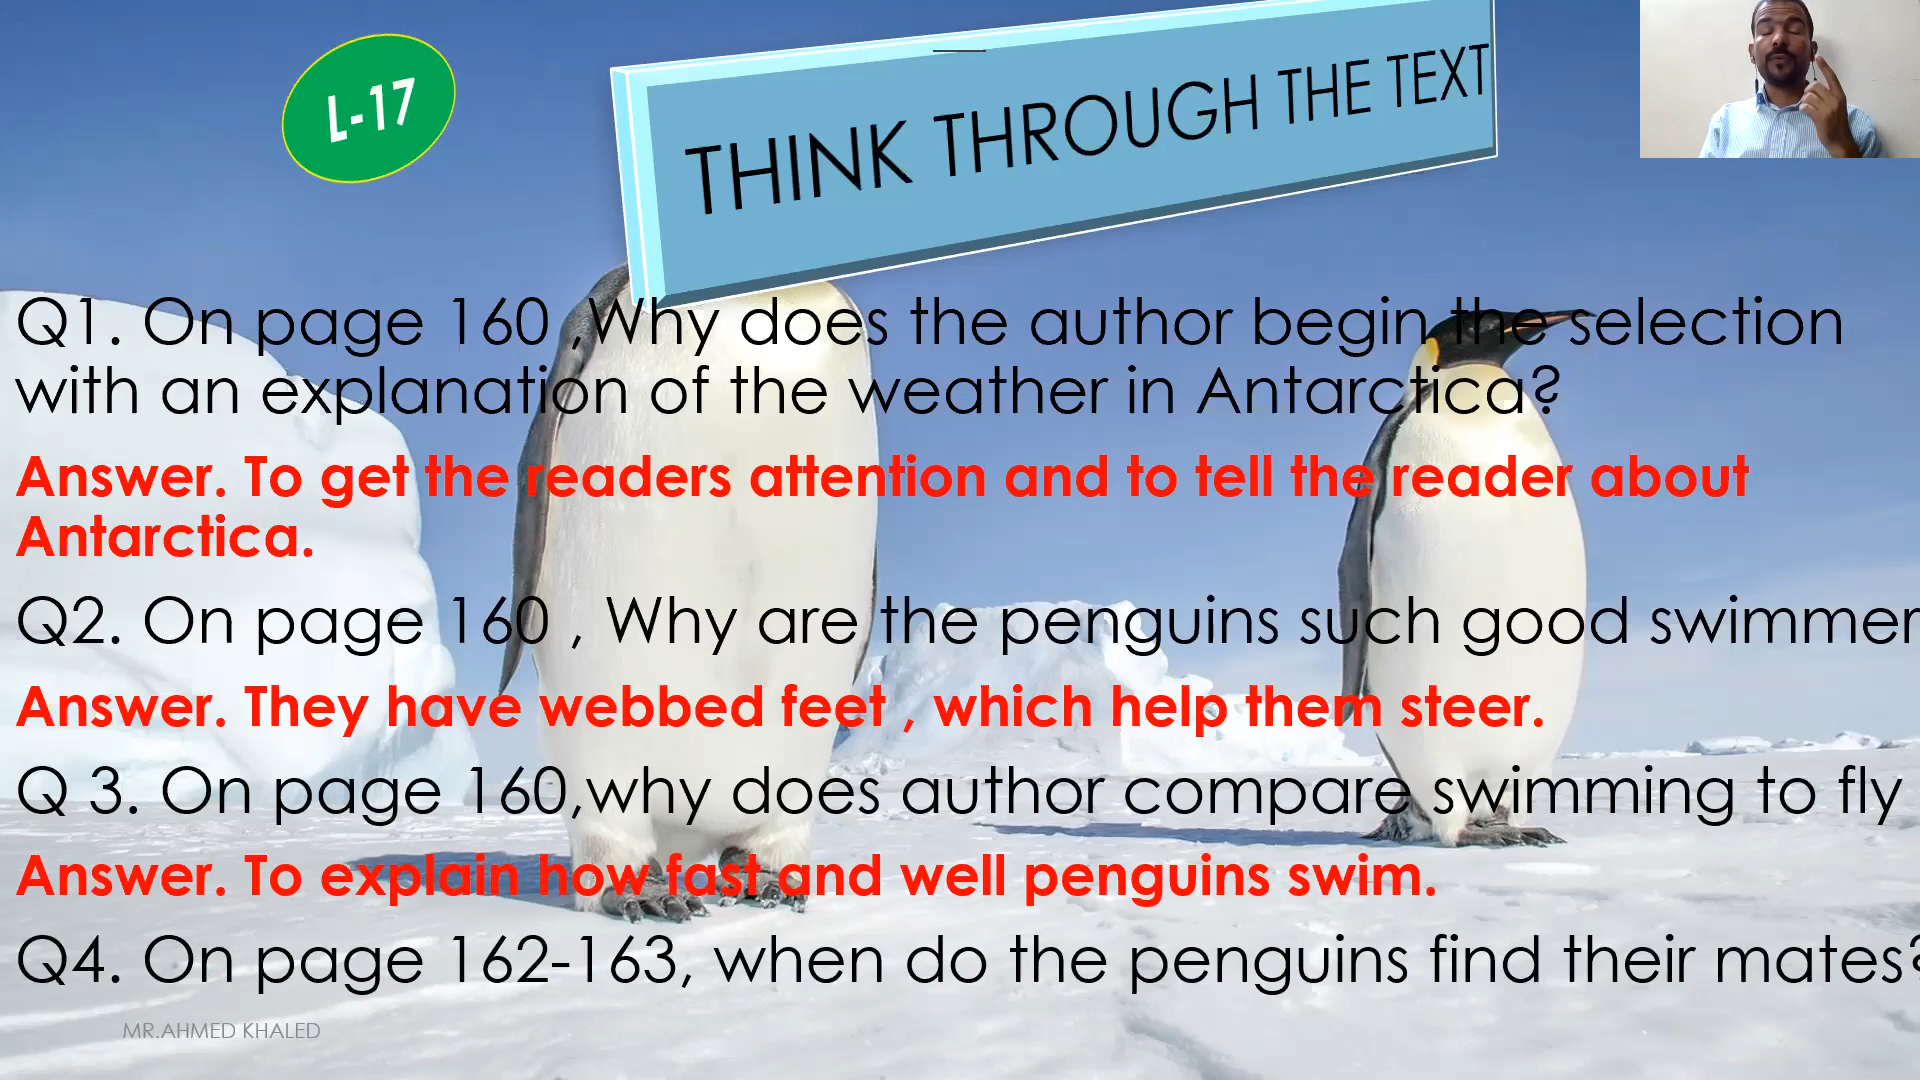 L-17
THINK THROUGH THE TEXT
Q1. On page 160 ,Why does the author begin the selection
with an explanation of the weather in Antarctica?
Answer. To get the readers attention and to tell the reader about
Antarctica.
Q2. On page 160 , Why are the penguins such good swimmer
Answer. They have webbed feet , which help them steer.
Q 3. On page 160,why does author compare swimming to fly
Answer. To explain how fast and well penguins swim.
Q4. On page 162-163, when do the penguins find their mates?
MR.AHMED KHALED